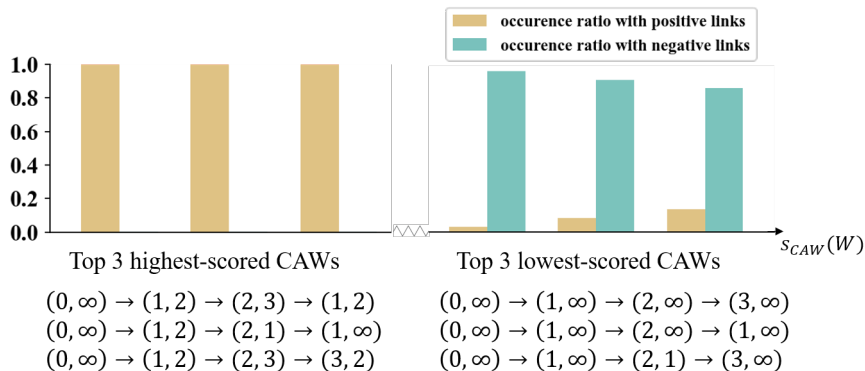 occurence ratio with positive links
occurence ratio with negative links
1.0
0.8
0.6
0.4
0.2
0.0
s_CAW(W)
Top 3 highest-scored CAWs
(0, ∞) → (1, 2) → (2, 3) → (1, 2)
(0, ∞) → (1, 2) → (2, 1) → (1, ∞)
(0, ∞) → (1, 2) → (2, 3) → (3, 2)
Top 3 lowest-scored CAWs
(0, ∞) → (1, ∞) → (2, ∞) → (3, ∞)
(0, ∞) → (1, ∞) → (2, ∞) → (1, ∞)
(0, ∞) → (1, ∞) → (2, 1) → (3, ∞)